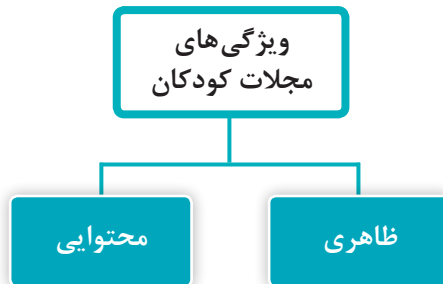 ویژگی‌های
مجلات کودکان
ظاهری
محتوایی